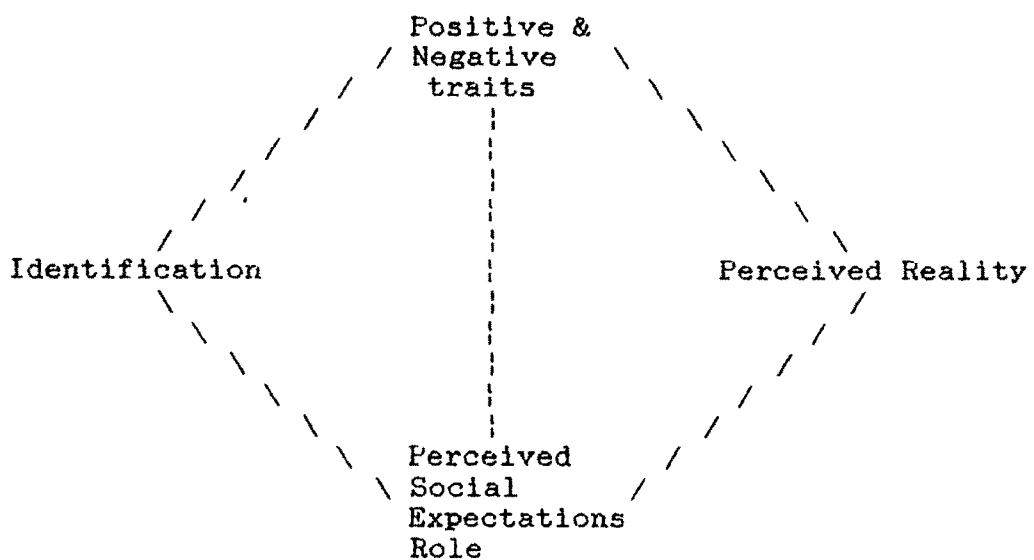 Positive &
Negative
traits
Identification
Perceived Reality
Perceived
Social
Expectations
Role